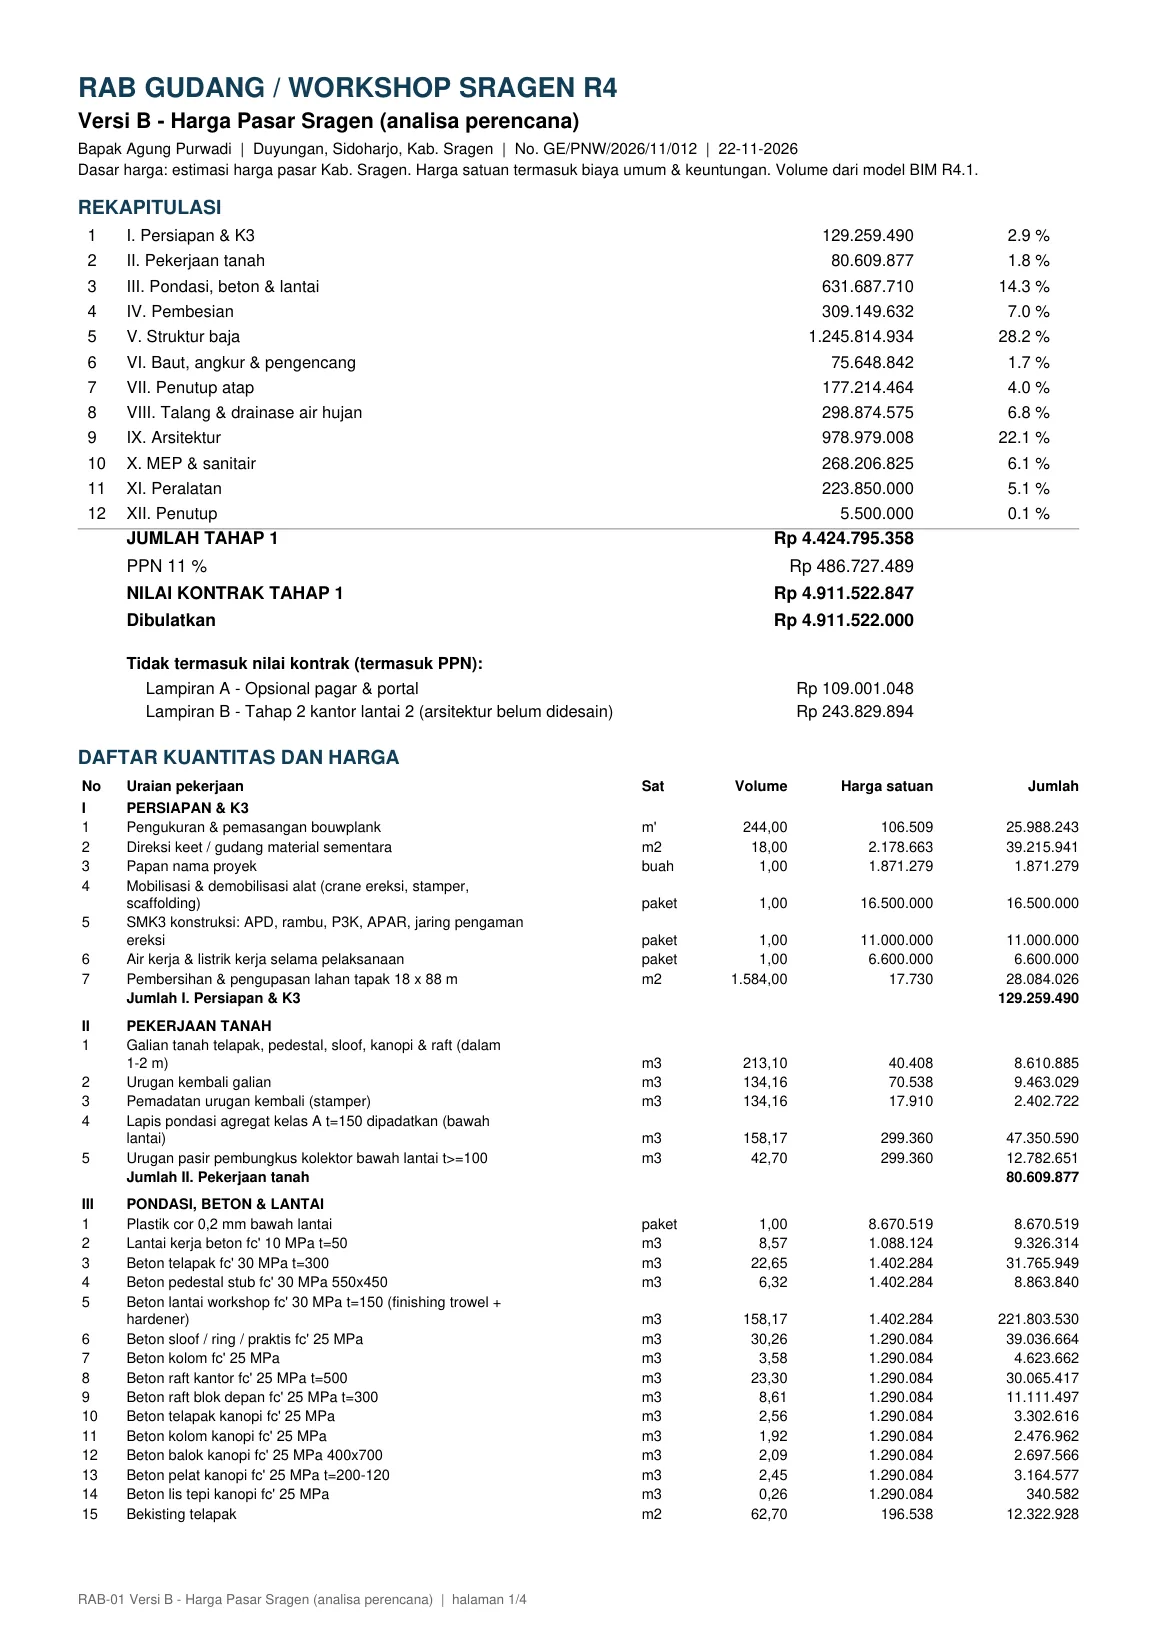 RAB GUDANG / WORKSHOP SRAGEN R4
Versi B - Harga Pasar Sragen (analisa perencana)
Bapak Agung Purwadi | Duyungan, Sidoharjo, Kab. Sragen | No. GE/PNW/2026/11/012 | 22-11-2026
Dasar harga: estimasi harga pasar Kab. Sragen. Harga satuan termasuk biaya umum & keuntungan. Volume dari model BIM R4.1.
REKAPITULASI
1 I. Persiapan & K3 129.259.490 2.9 %
2 II. Pekerjaan tanah 80.609.877 1.8 %
3 III. Pondasi, beton & lantai 631.687.710 14.3 %
4 IV. Pembesian 309.149.632 7.0 %
5 V. Struktur baja 1.245.814.934 28.2 %
6 VI. Baut, angkur & pengencang 75.648.842 1.7 %
7 VII. Penutup atap 177.214.464 4.0 %
8 VIII. Talang & drainase air hujan 298.874.575 6.8 %
9 IX. Arsitektur 978.979.008 22.1 %
10 X. MEP & sanitair 268.206.825 6.1 %
11 XI. Peralatan 223.850.000 5.1 %
12 XII. Penutup 5.500.000 0.1 %
JUMLAH TAHAP 1 Rp 4.424.795.358
PPN 11 % Rp 486.727.489
NILAI KONTRAK TAHAP 1 Rp 4.911.522.847
Dibulatkan Rp 4.911.522.000
Tidak termasuk nilai kontrak (termasuk PPN):
Lampiran A - Opsional pagar & portal Rp 109.001.048
Lampiran B - Tahap 2 kantor lantai 2 (arsitektur belum didesain) Rp 243.829.894
DAFTAR KUANTITAS DAN HARGA
No Uraian pekerjaan Sat Volume Harga satuan Jumlah
I PERSIAPAN & K3
1 Pengukuran & pemasangan bouwplank m' 244,00 106.509 25.988.243
2 Direksi keet / gudang material sementara m2 18,00 2.178.663 39.215.941
3 Papan nama proyek buah 1,00 1.871.279 1.871.279
4 Mobilisasi & demobilisasi alat (crane ereksi, stamper,
scaffolding) paket 1,00 16.500.000 16.500.000
5 SMK3 konstruksi: APD, rambu, P3K, APAR, jaring pengaman
ereksi paket 1,00 11.000.000 11.000.000
6 Air kerja & listrik kerja selama pelaksanaan paket 1,00 6.600.000 6.600.000
7 Pembersihan & pengupasan lahan tapak 18 x 88 m m2 1.584,00 17.730 28.084.026
Jumlah I. Persiapan & K3 129.259.490
II PEKERJAAN TANAH
1 Galian tanah telapak, pedestal, sloof, kanopi & raft (dalam
1-2 m) m3 213,10 40.408 8.610.885
2 Urugan kembali galian m3 134,16 70.538 9.463.029
3 Pemadatan urugan kembali (stamper) m3 134,16 17.910 2.402.722
4 Lapis pondasi agregat kelas A t=150 dipadatkan (bawah
lantai) m3 158,17 299.360 47.350.590
5 Urugan pasir pembungkus kolektor bawah lantai t>=100 m3 42,70 299.360 12.782.651
Jumlah II. Pekerjaan tanah 80.609.877
III PONDASI, BETON & LANTAI
1 Plastik cor 0,2 mm bawah lantai paket 1,00 8.670.519 8.670.519
2 Lantai kerja beton fc' 10 MPa t=50 m3 8,57 1.088.124 9.326.314
3 Beton telapak fc' 30 MPa t=300 m3 22,65 1.402.284 31.765.949
4 Beton pedestal stub fc' 30 MPa 550x450 m3 6,32 1.402.284 8.863.840
5 Beton lantai workshop fc' 30 MPa t=150 (finishing trowel +
hardener) m3 158,17 1.402.284 221.803.530
6 Beton sloof / ring / praktis fc' 25 MPa m3 30,26 1.290.084 39.036.664
7 Beton kolom fc' 25 MPa m3 3,58 1.290.084 4.623.662
8 Beton raft kantor fc' 25 MPa t=500 m3 23,30 1.290.084 30.065.417
9 Beton raft blok depan fc' 25 MPa t=300 m3 8,61 1.290.084 11.111.497
10 Beton telapak kanopi fc' 25 MPa m3 2,56 1.290.084 3.302.616
11 Beton kolom kanopi fc' 25 MPa m3 1,92 1.290.084 2.476.962
12 Beton balok kanopi fc' 25 MPa 400x700 m3 2,09 1.290.084 2.697.566
13 Beton pelat kanopi fc' 25 MPa t=200-120 m3 2,45 1.290.084 3.164.577
14 Beton lis tepi kanopi fc' 25 MPa m3 0,26 1.290.084 340.582
15 Bekisting telapak m2 62,70 196.538 12.322.928
RAB-01 Versi B - Harga Pasar Sragen (analisa perencana) | halaman 1/4